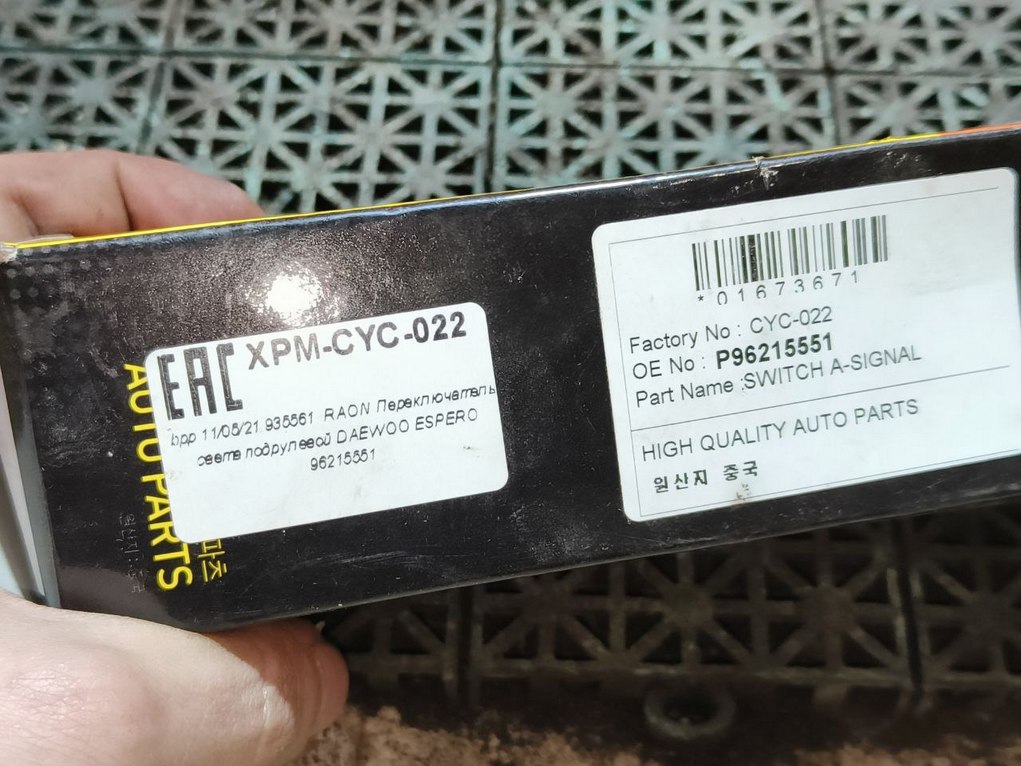 EAC XPM-CYC-022
bpp 11/05/21 935561 RAON Переключатель
света подрулевой DAEWOO ESPERO
96215551
AUTO PARTS
*01673671
Factory No : CYC-022
OE No : P96215551
Part Name :SWITCH A-SIGNAL
HIGH QUALITY AUTO PARTS
원산지 중국